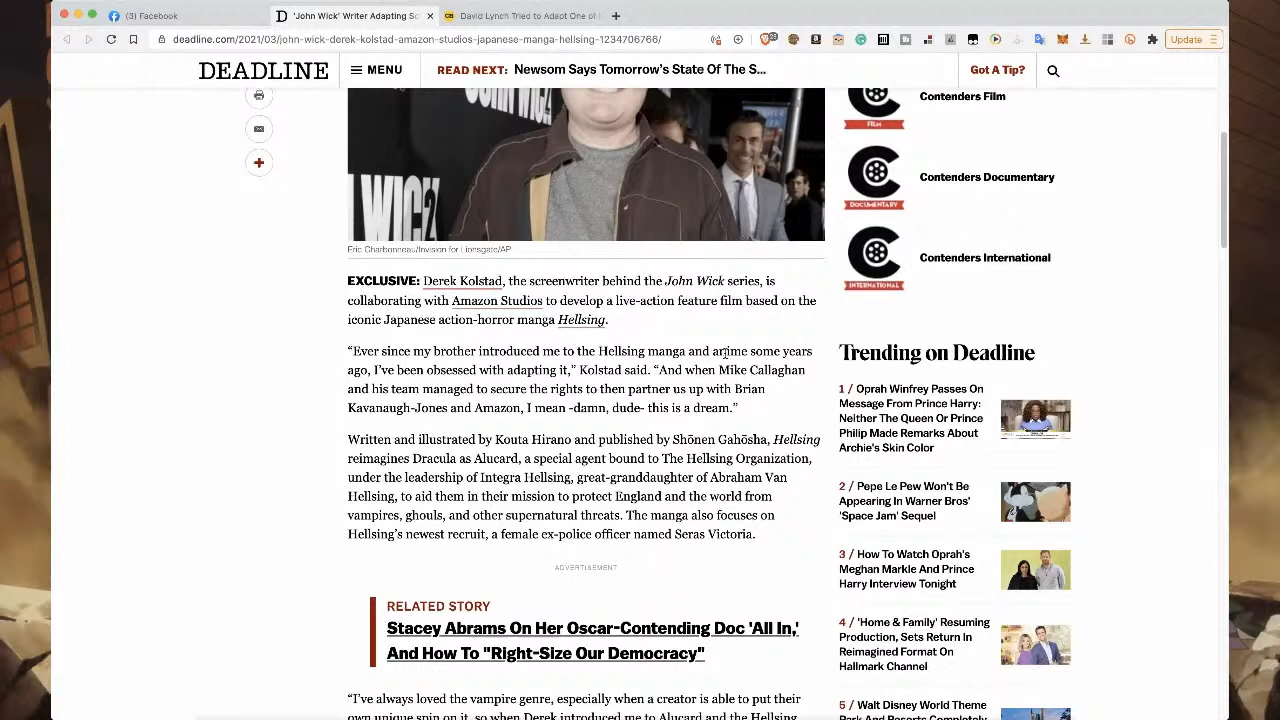 (3) Facebook
'John Wick' Writer Adapting Sc
David Lynch Tried to Adapt One of
deadline.com/2021/03/john-wick-derek-kolstad-amazon-studios-japanese-manga-hellsing-1234706766/
Update
DEADLINE
MENU
READ NEXT: Newsom Says Tomorrow's State Of The S...
Got A Tip?
JOHN WICK
WICK2
Eric Charbonneau/Invision for Lionsgate/AP
EXCLUSIVE: Derek Kolstad, the screenwriter behind the John Wick series, is
collaborating with Amazon Studios to develop a live-action feature film based on the
iconic Japanese action-horror manga Hellsing.
“Ever since my brother introduced me to the Hellsing manga and anime some years
ago, I’ve been obsessed with adapting it,” Kolstad said. “And when Mike Callaghan
and his team managed to secure the rights to then partner us up with Brian
Kavanaugh-Jones and Amazon, I mean -damn, dude- this is a dream.”
Written and illustrated by Kouta Hirano and published by Shōnen Gahōsha, Hellsing
reimagines Dracula as Alucard, a special agent bound to The Hellsing Organization,
under the leadership of Integra Hellsing, great-granddaughter of Abraham Van
Hellsing, to aid them in their mission to protect England and the world from
vampires, ghouls, and other supernatural threats. The manga also focuses on
Hellsing’s newest recruit, a female ex-police officer named Seras Victoria.
ADVERTISEMENT
RELATED STORY
Stacey Abrams On Her Oscar-Contending Doc 'All In,'
And How To "Right-Size Our Democracy"
“I’ve always loved the vampire genre, especially when a creator is able to put their
own unique spin on it, so when Derek introduced me to Alucard and the Hellsing
FILM
Contenders Film
DOCUMENTARY
Contenders Documentary
INTERNATIONAL
Contenders International
Trending on Deadline
1 / Oprah Winfrey Passes On
Message From Prince Harry:
Neither The Queen Or Prince
Philip Made Remarks About
Archie's Skin Color
2 / Pepe Le Pew Won't Be
Appearing In Warner Bros'
'Space Jam' Sequel
3 / How To Watch Oprah's
Meghan Markle And Prince
Harry Interview Tonight
4 / 'Home & Family' Resuming
Production, Sets Return In
Reimagined Format On
Hallmark Channel
5 / Walt Disney World Theme
Park And Resorts Completely